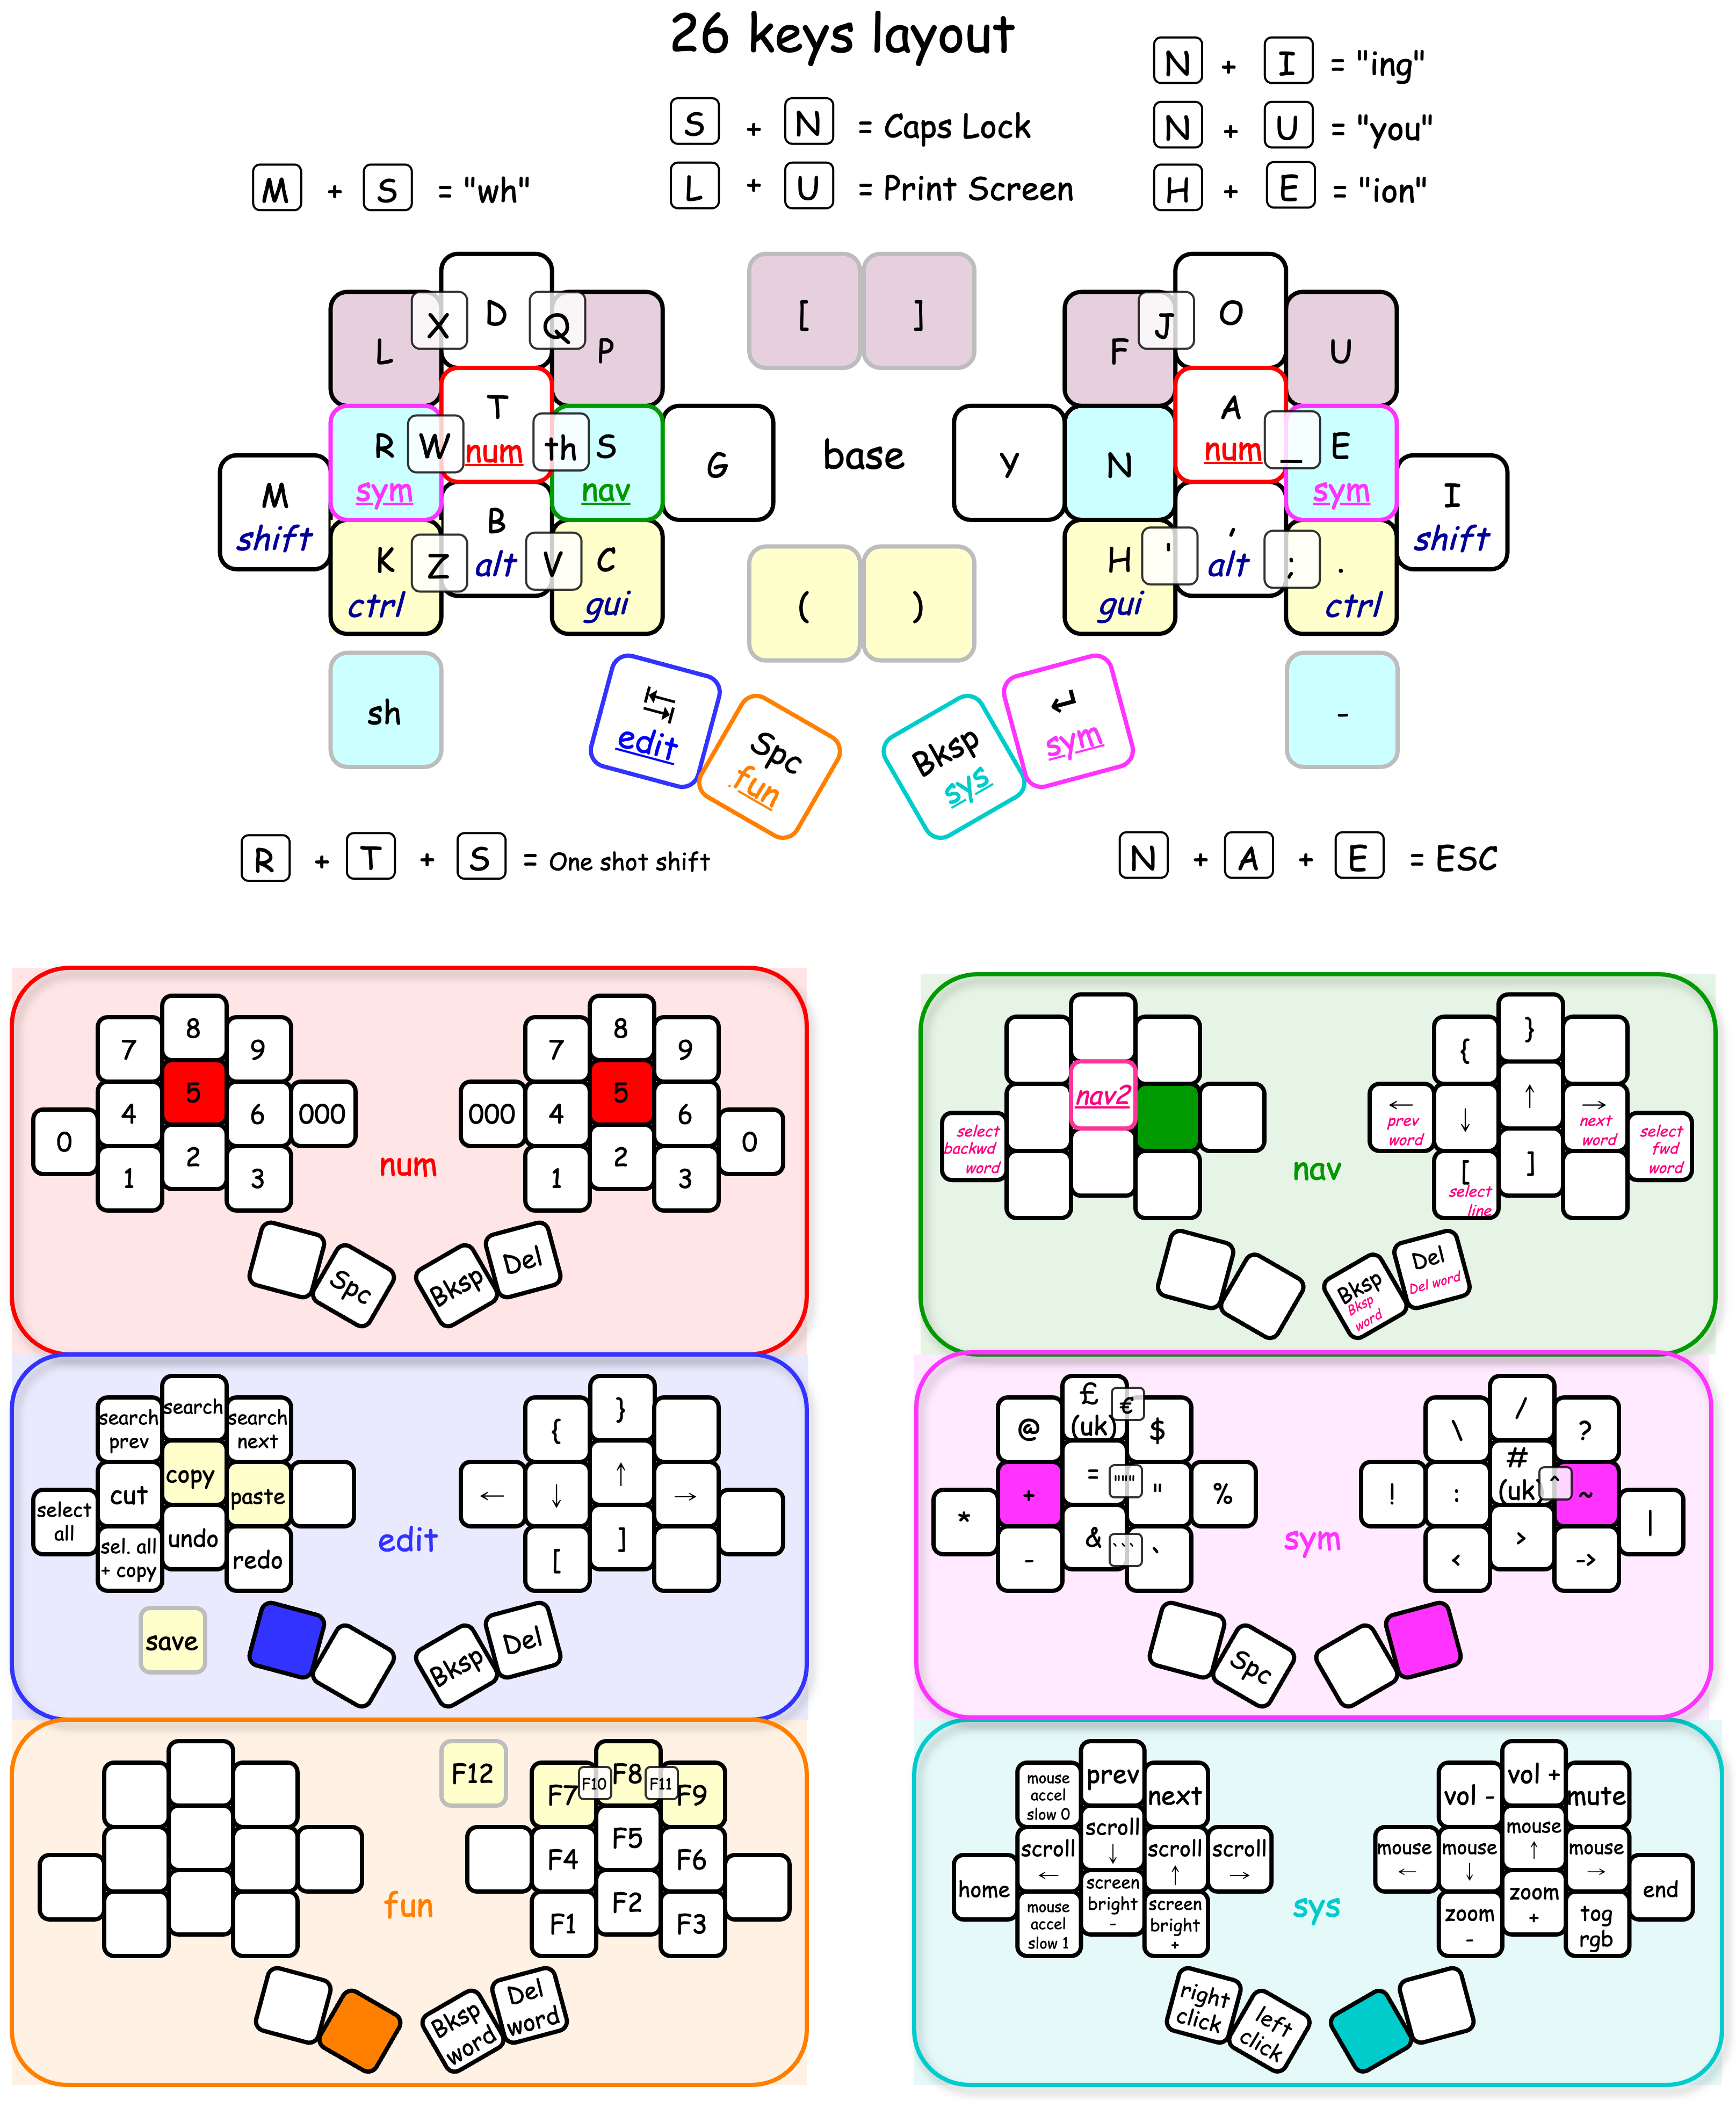 26 keys layout
N + I = "ing"
S + N = Caps Lock
N + U = "you"
M + S = "wh"
L + U = Print Screen
H + E = "ion"
L X D Q P
[ ]
F J O U
R W T th S G
sym num nav
base
Y N A _ E
num sym
M
shift
I
shift
K Z B V C
ctrl alt gui
( )
H ' , ; .
gui alt ctrl
sh
⇆
edit
Spc
fun
Bksp
sys
↵
sym
-
R + T + S = One shot shift
N + A + E = ESC
7 8 9
4 5 6 000
0
1 2 3
num
7 8 9
000 4 5 6
0
1 2 3
Spc
Bksp
Del
nav2
select
backwd
word
nav
{ } 
← ↓ ↑ →
prev
word
next
word
select
fwd
word
[ ]
select
line
Bksp
Bksp
word
Del
Del word
search
prev
search
search
next
cut
copy
paste
select
all
sel. all
+ copy
undo
redo
save
edit
{ }
← ↓ ↑ →
[ ]
Bksp
Del
@
£
(uk)
€
$
+ = """ " %
*
- & ``` `
sym
\ / ?
! :
#
(uk)
^ ~
|
< > ->
Spc
fun
F12
F7 F10 F8 F11 F9
F4 F5 F6
F1 F2 F3
Bksp
word
Del
word
mouse
accel
slow 0
prev
next
scroll
←
scroll
↓
scroll
↑
scroll
→
home
mouse
accel
slow 1
screen
bright
-
screen
bright
+
sys
vol -
vol +
mute
mouse
←
mouse
↓
mouse
↑
mouse
→
end
zoom
-
zoom
+
tog
rgb
right
click
left
click